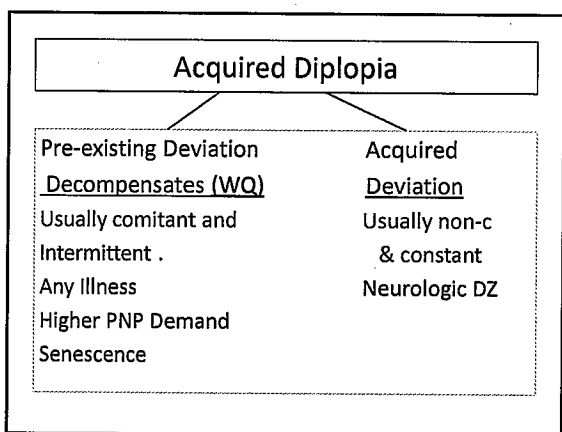 Acquired Diplopia
Pre-existing Deviation
Decompensates (WQ)
Usually comitant and
Intermittent .
Any Illness
Higher PNP Demand
Senescence
Acquired
Deviation
Usually non-c
& constant
Neurologic DZ